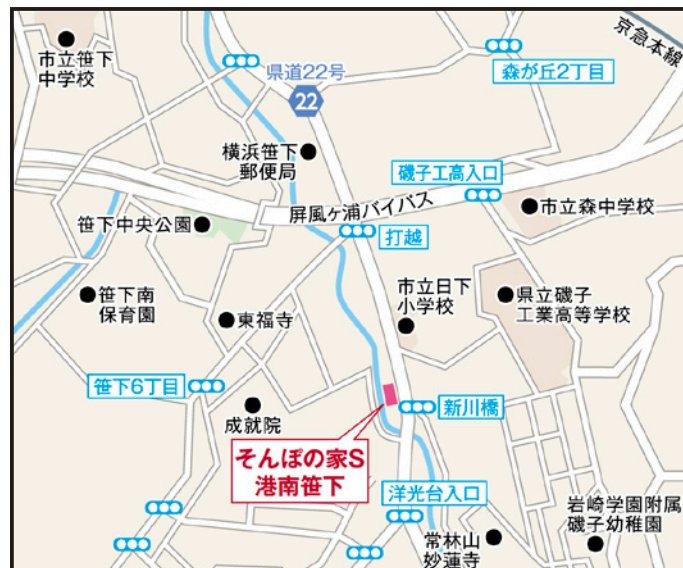 市立笹下
中学校
県道22号
22
森が丘2丁目
京急本線
横浜笹下
郵便局
磯子工高入口
屏風ヶ浦バイパス
市立森中学校
笹下中央公園
打越
笹下南
保育園
東福寺
市立日下
小学校
県立磯子
工業高等学校
笹下6丁目
成就院
新川橋
そんぽの家S
港南笹下
洋光台入口
常林山
妙蓮寺
岩崎学園附属
磯子幼稚園